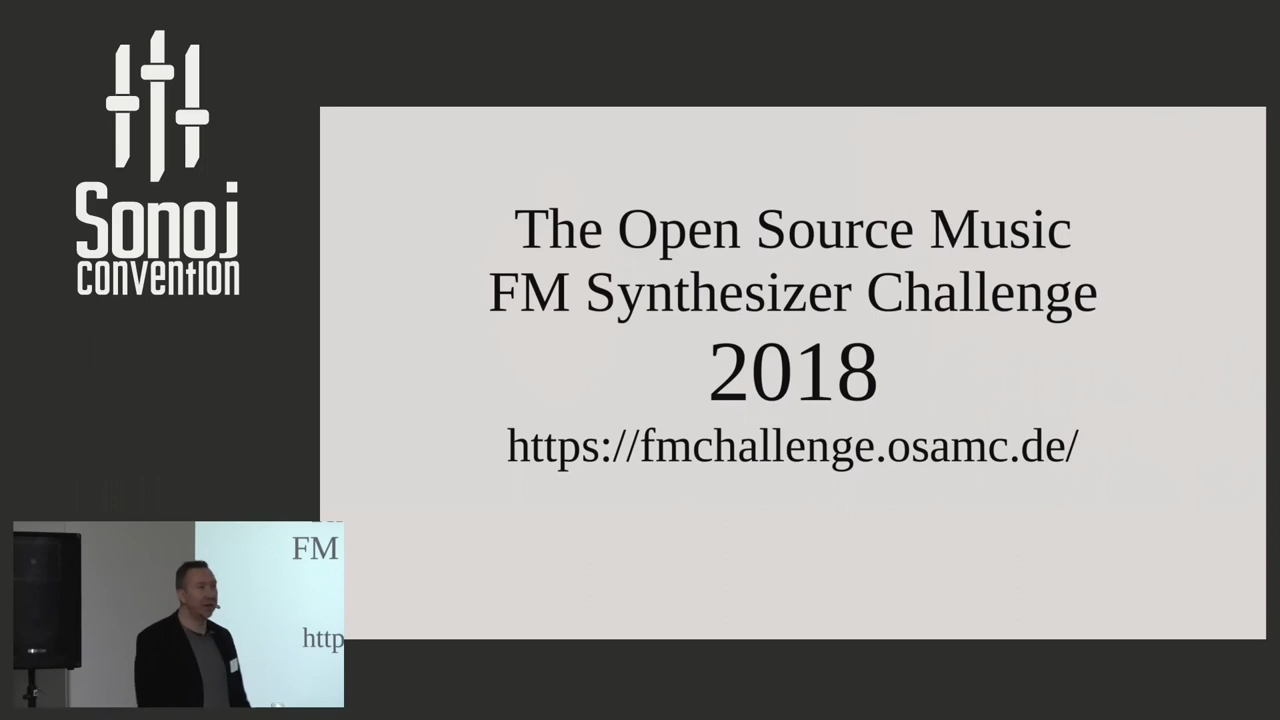 Sonoj
convention
The Open Source Music
FM Synthesizer Challenge
2018
https://fmchallenge.osamc.de/
FM
http